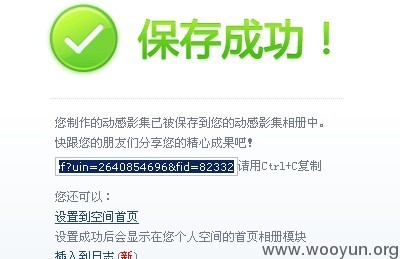 保存成功！
您制作的动感影集已被保存到您的动感影集相册中。
快跟您的朋友们分享您的精心成果吧！
f?uin=2640854696&fid=82332 请用Ctrl+C复制
您还可以：
设置到空间首页
设置成功后会显示在您个人空间的首页相册模块
插入到日志(新)
www.wooyun.org